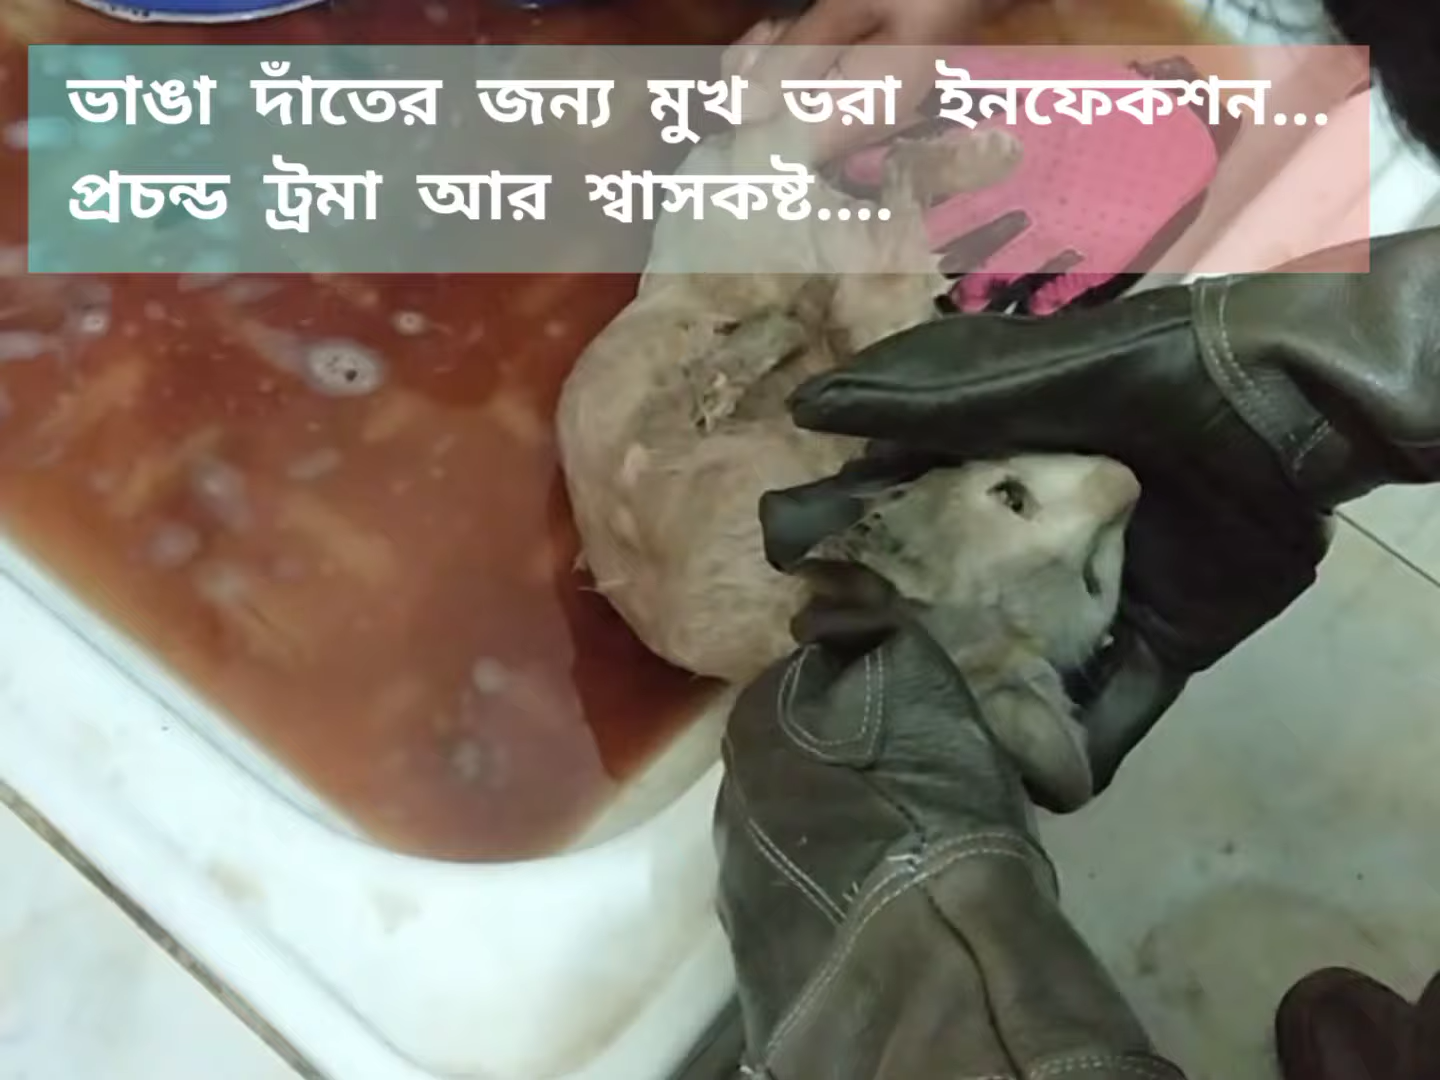 ভাঙা দাঁতের জন্য মুখ ভরা ইনফেকশন...
প্রচন্ড ট্রমা আর শ্বাসকষ্ট....